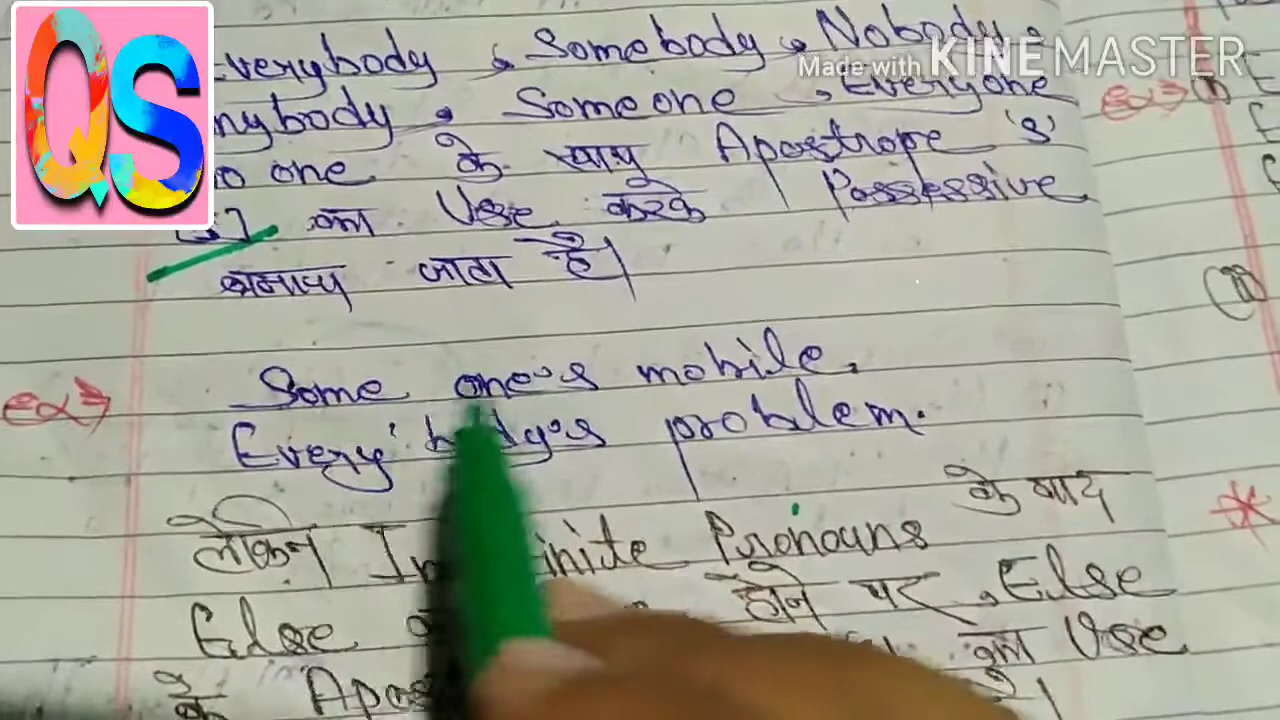 QS
verybody, Somebody, Nobody,
Made with KINEMASTER
nybody, Someone, Everyone
no one के साथ Apostrope 's'
['s'] का Use करके Possessive
बनाया जाता है।
ex→ Some one's mobile.
Every'body's problem.
लेकिन Indefinite Pronouns के बाद
Else होने पर, Else
का Use
के Apos